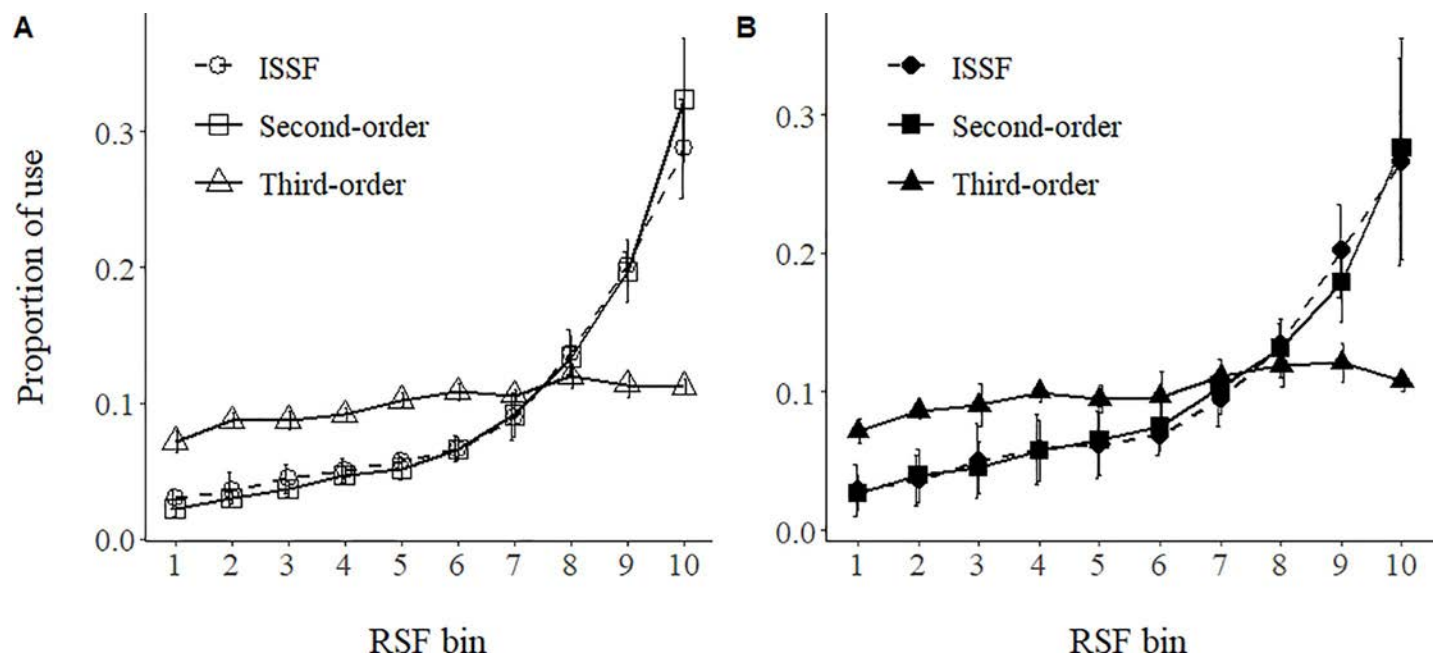 A
ISSF
Second-order
Third-order
Proportion of use
0.3
0.2
0.1
0.0
1 2 3 4 5 6 7 8 9 10
RSF bin
B
ISSF
Second-order
Third-order
0.3
0.2
0.1
0.0
1 2 3 4 5 6 7 8 9 10
RSF bin